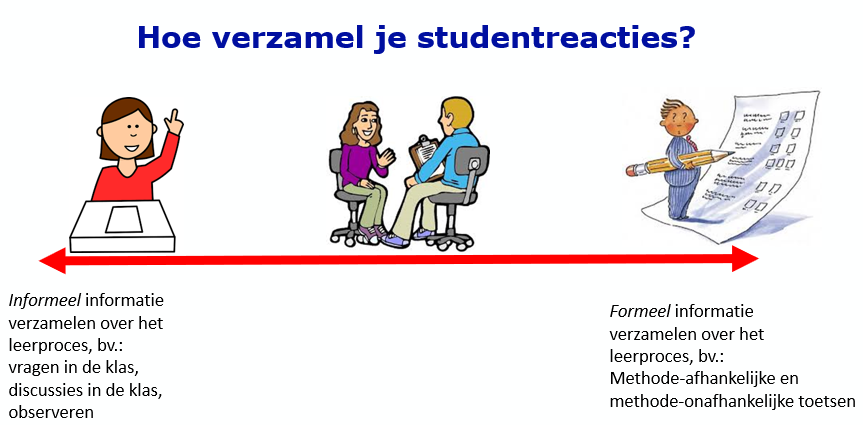 Hoe verzamel je studentreacties?
Informeel informatie
verzamelen over het
leerproces, bv.:
vragen in de klas,
discussies in de klas,
observeren
Formeel informatie
verzamelen over het
leerproces, bv.:
Methode-afhankelijke en
methode-onafhankelijke toetsen